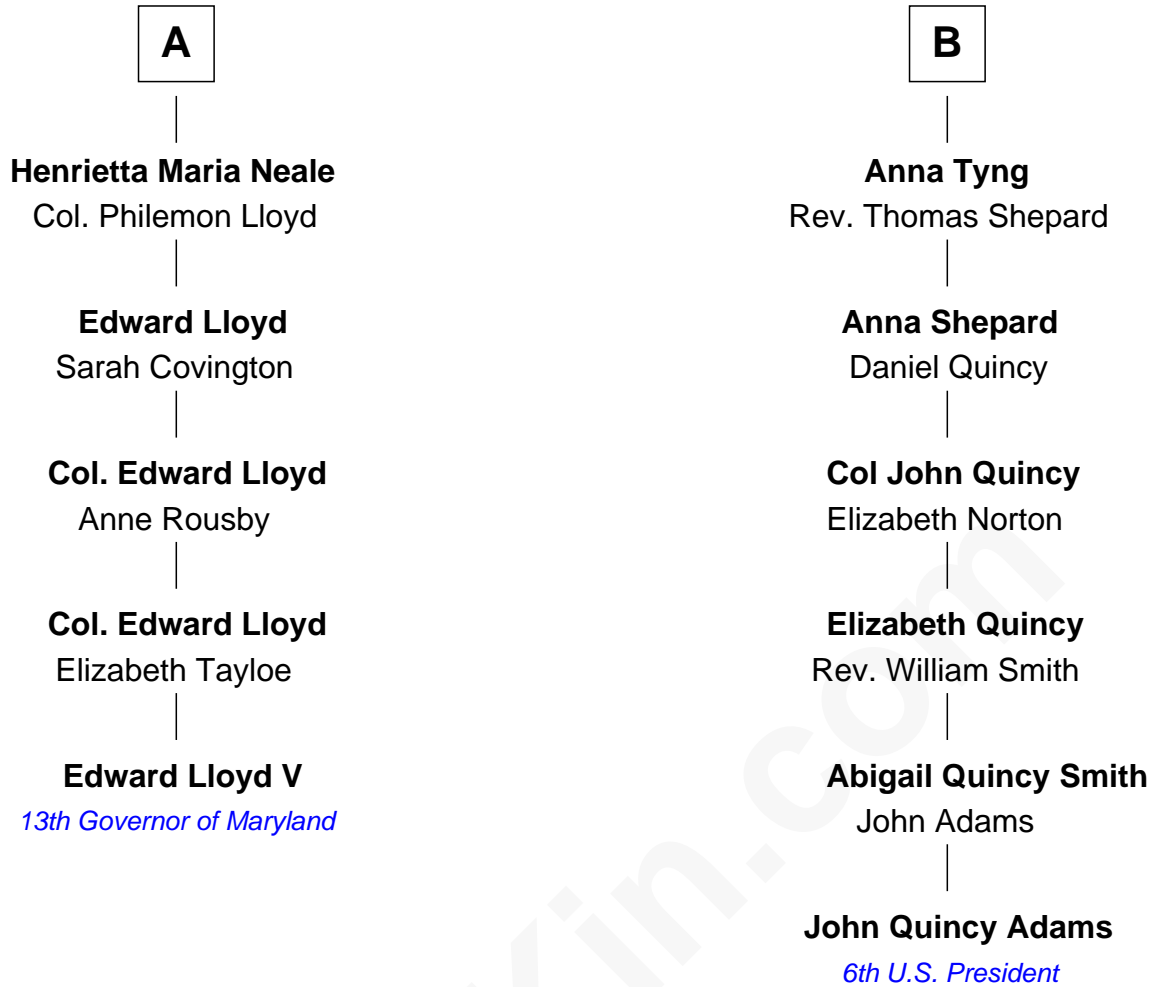 A
Henrietta Maria Neale
Col. Philemon Lloyd
Edward Lloyd
Sarah Covington
Col. Edward Lloyd
Anne Rousby
Col. Edward Lloyd
Elizabeth Tayloe
Edward Lloyd V
13th Governor of Maryland
B
Anna Tyng
Rev. Thomas Shepard
Anna Shepard
Daniel Quincy
Col John Quincy
Elizabeth Norton
Elizabeth Quincy
Rev. William Smith
Abigail Quincy Smith
John Adams
John Quincy Adams
6th U.S. President
Kin.com